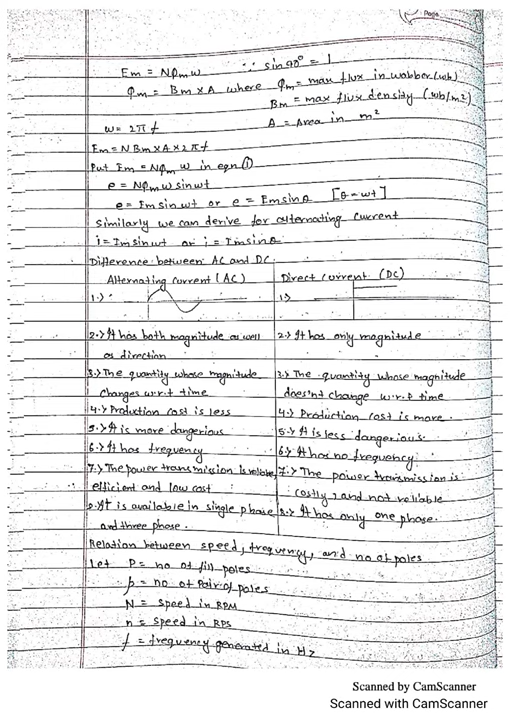 Page
Em = Nφmω ∵ sin90° = 1
φm = Bm x A where φm = max flux in wabber(wb)
Bm = max flux density (wb/m²)
ω = 2πf A = Area in m²
Em = N Bm x A x 2πf
Put Em = Nφm ω in eqn ①
e = Nφm ω sinωt
e = Em sinωt or e = Em sinθ [θ = ωt]
Similarly we can derive for alternating current
i = Im sinωt or i = Im sinθ
Difference between AC and DC
Alternating current (AC) Direct current (DC)
1.> 1.>
2.> It has both magnitude as well 2.> It has only magnitude
as direction
3.> The quantity whose magnitude 3.> The quantity whose magnitude
Changes w.r.t time does'nt change w.r.t time
4.> Production cost is less 4.> Production cost is more.
5.> It is more dangerious 5.> It is less dangerious.
6.> It has frequency 6.> It has no frequency
7.> The power transmission is reliable, 7.> The power transmission is
efficient and low cost costly, and not reliable
8.> It is available in single phase 8.> It has only one phase.
and three phase.
Relation between speed, frequency, and no of poles
Let P = no of poles
p = no of Pair of poles
N = speed in RPM
n = speed in RPS
f = frequency generated in Hz
Scanned by CamScanner
Scanned with CamScanner